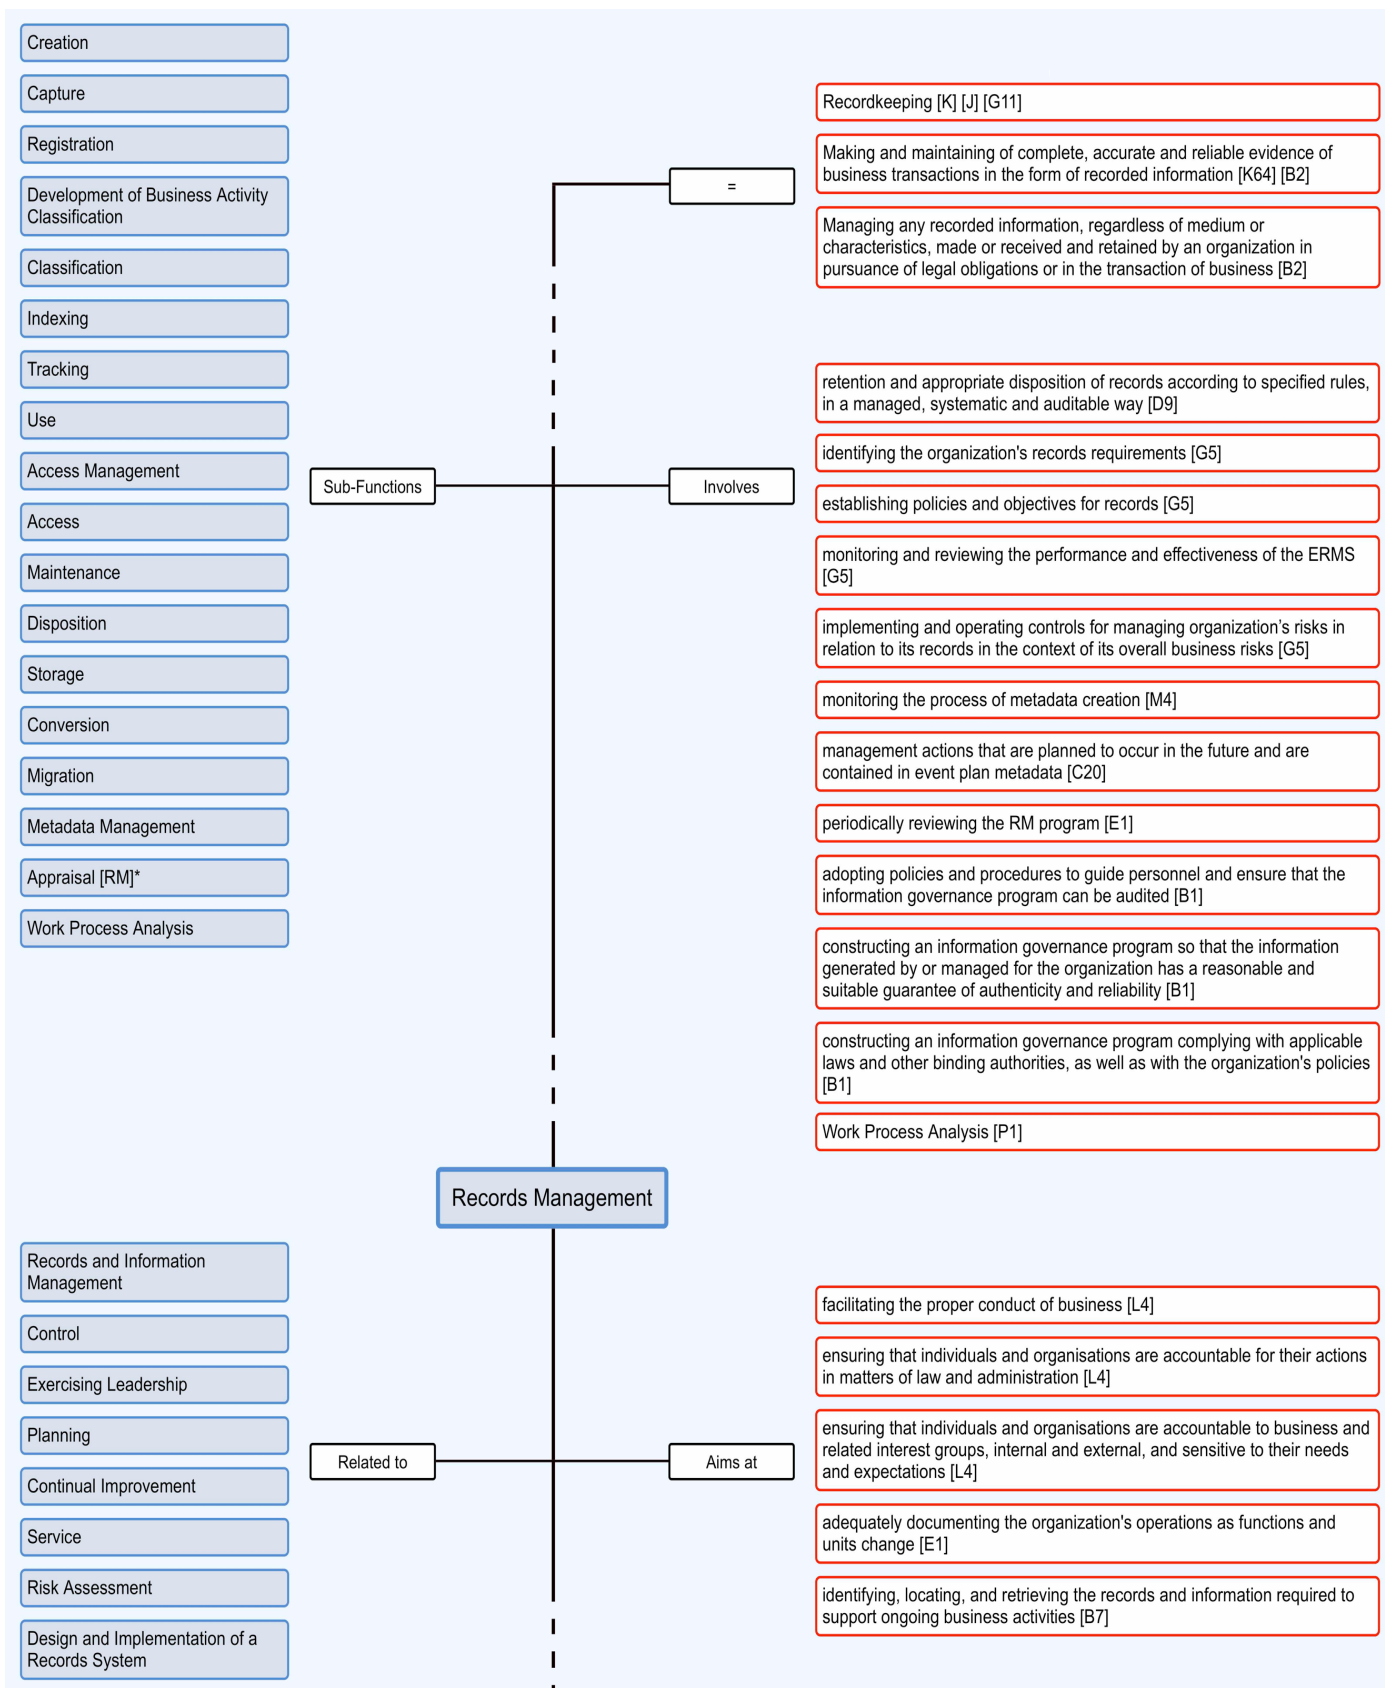 Creation
Capture
Registration
Development of Business Activity
Classification
Classification
Indexing
Tracking
Use
Access Management
Access
Maintenance
Disposition
Storage
Conversion
Migration
Metadata Management
Appraisal [RM]*
Work Process Analysis
Sub-Functions
=
Recordkeeping [K] [J] [G11]
Making and maintaining of complete, accurate and reliable evidence of
business transactions in the form of recorded information [K64] [B2]
Managing any recorded information, regardless of medium or
characteristics, made or received and retained by an organization in
pursuance of legal obligations or in the transaction of business [B2]
Involves
retention and appropriate disposition of records according to specified rules,
in a managed, systematic and auditable way [D9]
identifying the organization's records requirements [G5]
establishing policies and objectives for records [G5]
monitoring and reviewing the performance and effectiveness of the ERMS
[G5]
implementing and operating controls for managing organization’s risks in
relation to its records in the context of its overall business risks [G5]
monitoring the process of metadata creation [M4]
management actions that are planned to occur in the future and are
contained in event plan metadata [C20]
periodically reviewing the RM program [E1]
adopting policies and procedures to guide personnel and ensure that the
information governance program can be audited [B1]
constructing an information governance program so that the information
generated by or managed for the organization has a reasonable and
suitable guarantee of authenticity and reliability [B1]
constructing an information governance program complying with applicable
laws and other binding authorities, as well as with the organization's policies
[B1]
Work Process Analysis [P1]
Records Management
Records and Information
Management
Control
Exercising Leadership
Planning
Continual Improvement
Service
Risk Assessment
Design and Implementation of a
Records System
Related to
Aims at
facilitating the proper conduct of business [L4]
ensuring that individuals and organisations are accountable for their actions
in matters of law and administration [L4]
ensuring that individuals and organisations are accountable to business and
related interest groups, internal and external, and sensitive to their needs
and expectations [L4]
adequately documenting the organization's operations as functions and
units change [E1]
identifying, locating, and retrieving the records and information required to
support ongoing business activities [B7]